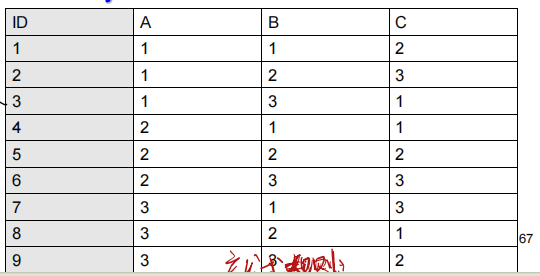 ID A B C
1 1 1 2
2 1 2 3
3 1 3 1
4 2 1 1
5 2 2 2
6 2 3 3
7 3 1 3
8 3 2 1
67
9 3 3 2